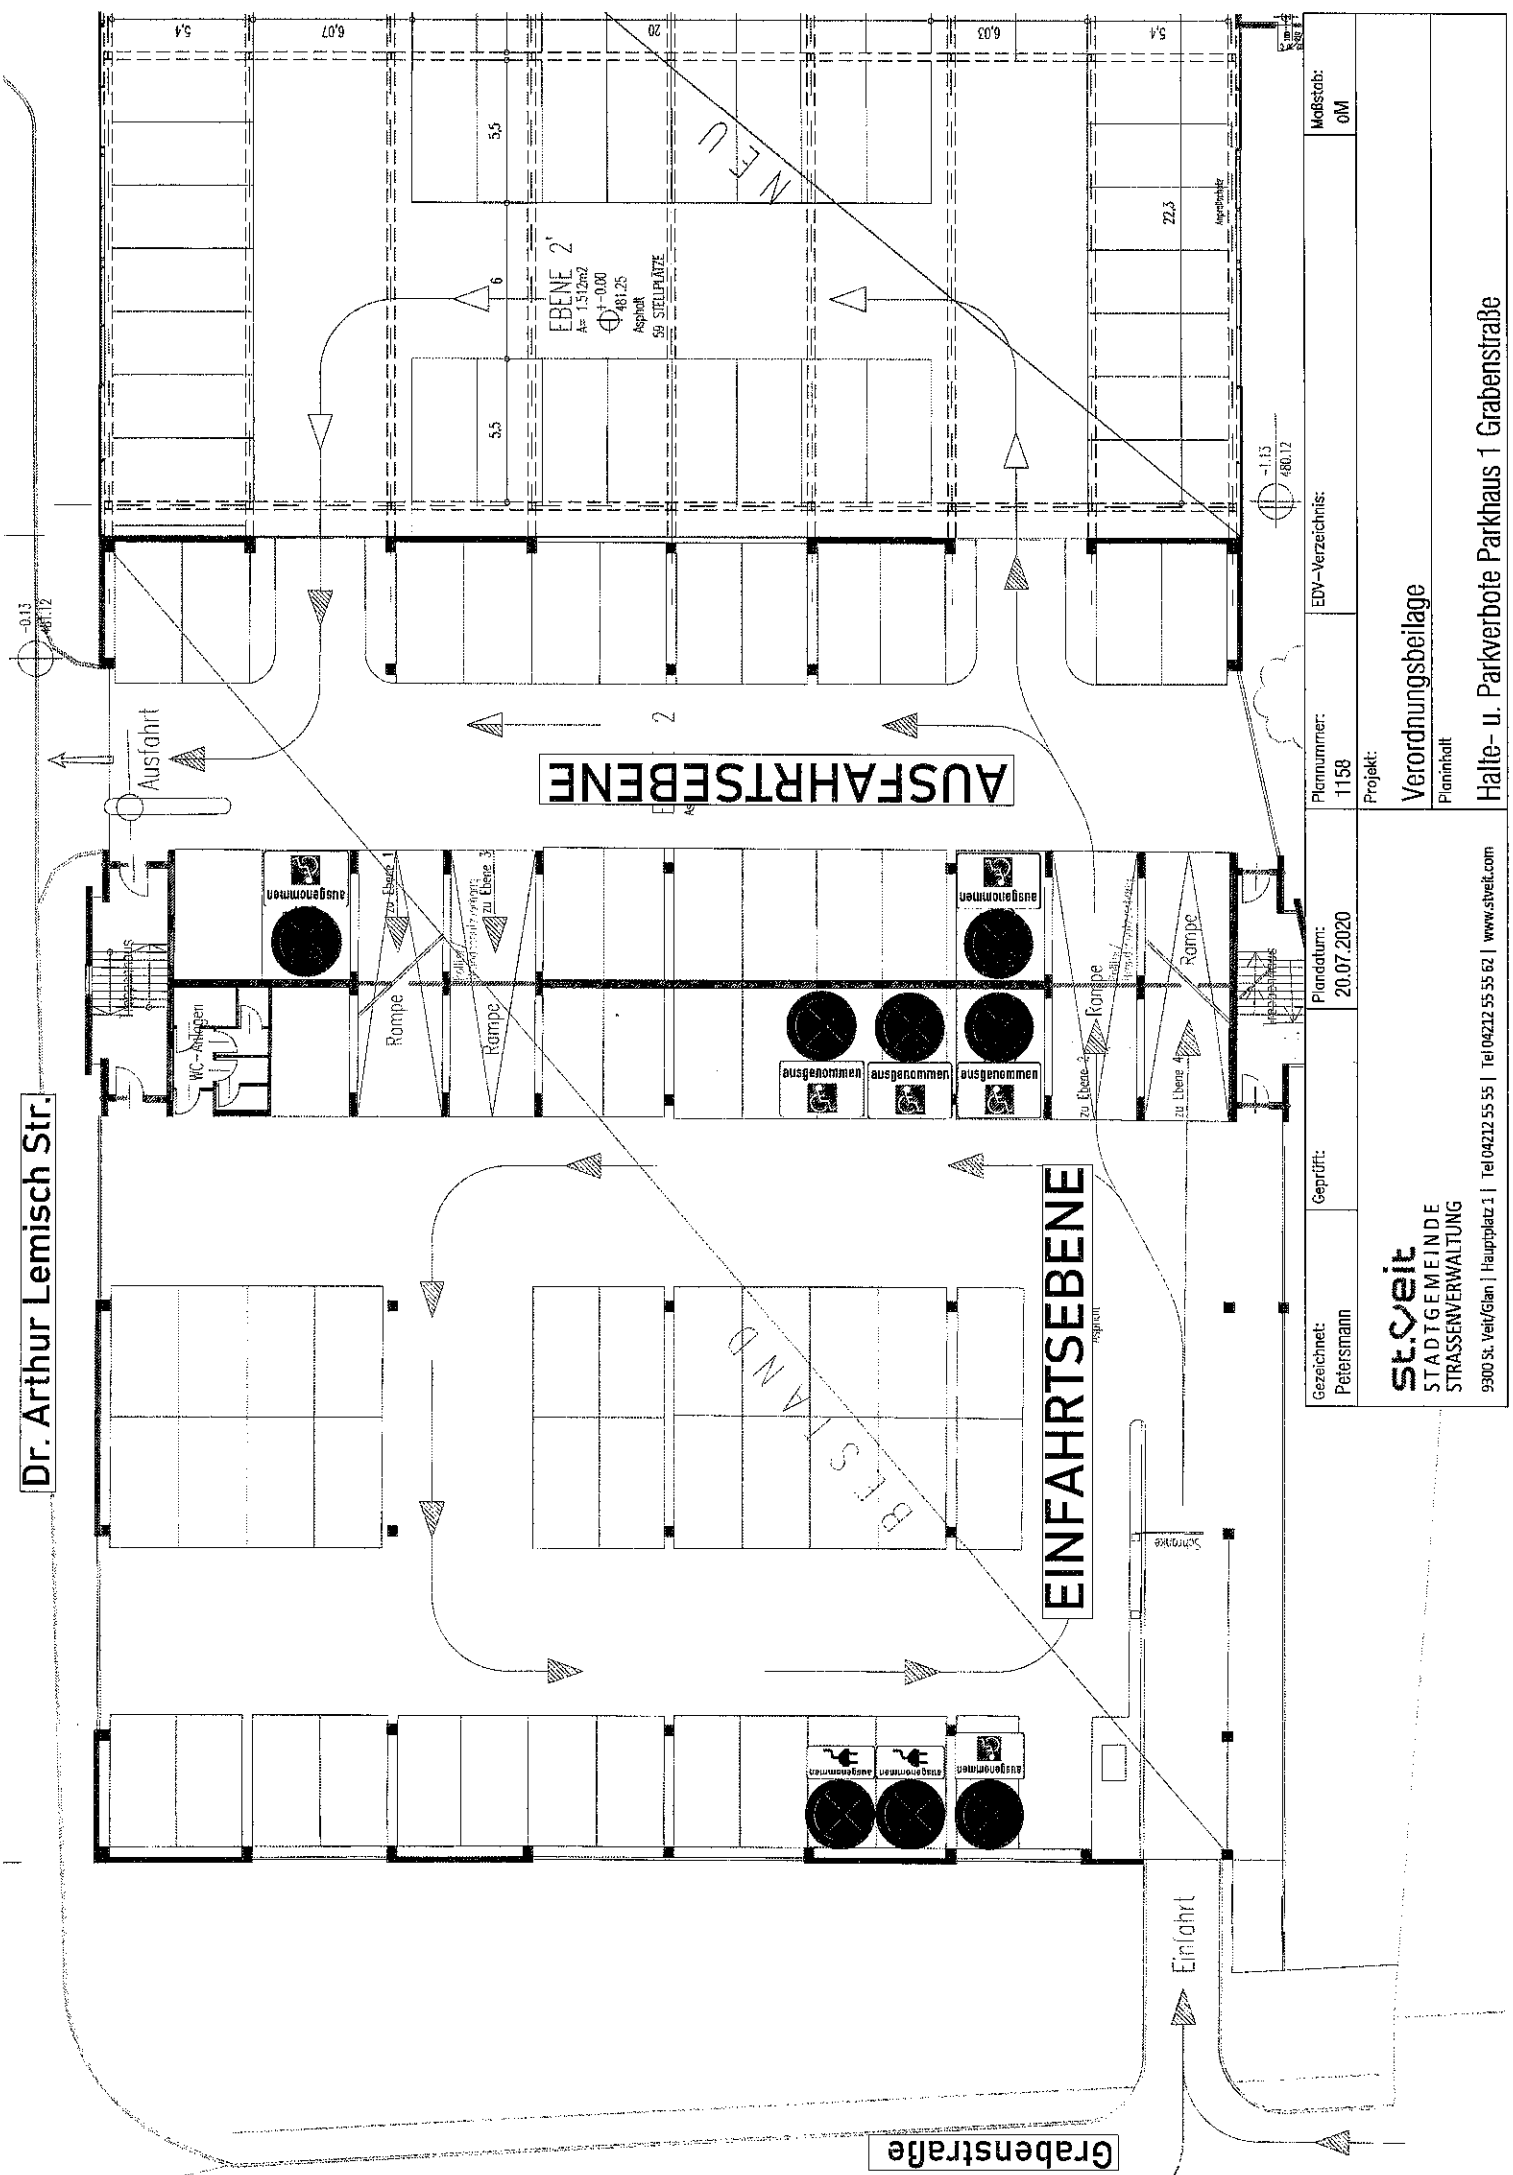 Dr. Arthur Lemisch Str.
-0.13
481.12
5,4
6,07
20
6,03
5,4
5,5
6
5,5
NEU
EBENE 2'
A= 1.512m2
+-0.00
481.25
Asphalt
59 STELLPLÄTZE
22,3
-1.13
480.12
Ausfahrt
2
AUSFAHRTSEBENE
ausgenommen
zu Ebene 1
zu Ebene 3
ausgenommen
WC-Anlagen
Rampe
Rampe
Rampe
Rampe
ausgenommen
ausgenommen
ausgenommen
zu Ebene 2
zu Ebene 4
EINFAHRTSEBENE
Asphalt
BESTAND
Schranke
ausgenommen
ausgenommen
ausgenommen
Einfahrt
Grabenstraße
Gezeichnet:
Petersmann
Geprüft:
Plandatum:
20.07.2020
Plannummer:
1158
EDV-Verzeichnis:
Maßstab:
oM
st.veit
STADTGEMEINDE
STRASSENVERWALTUNG
9300 St. Veit/Glan | Hauptplatz 1 | Tel 04212 55 55 | Tel 04212 55 55 62 | www.stveit.com
Projekt:
Verordnungsbeilage
Planinhalt
Halte- u. Parkverbote Parkhaus 1 Grabenstraße